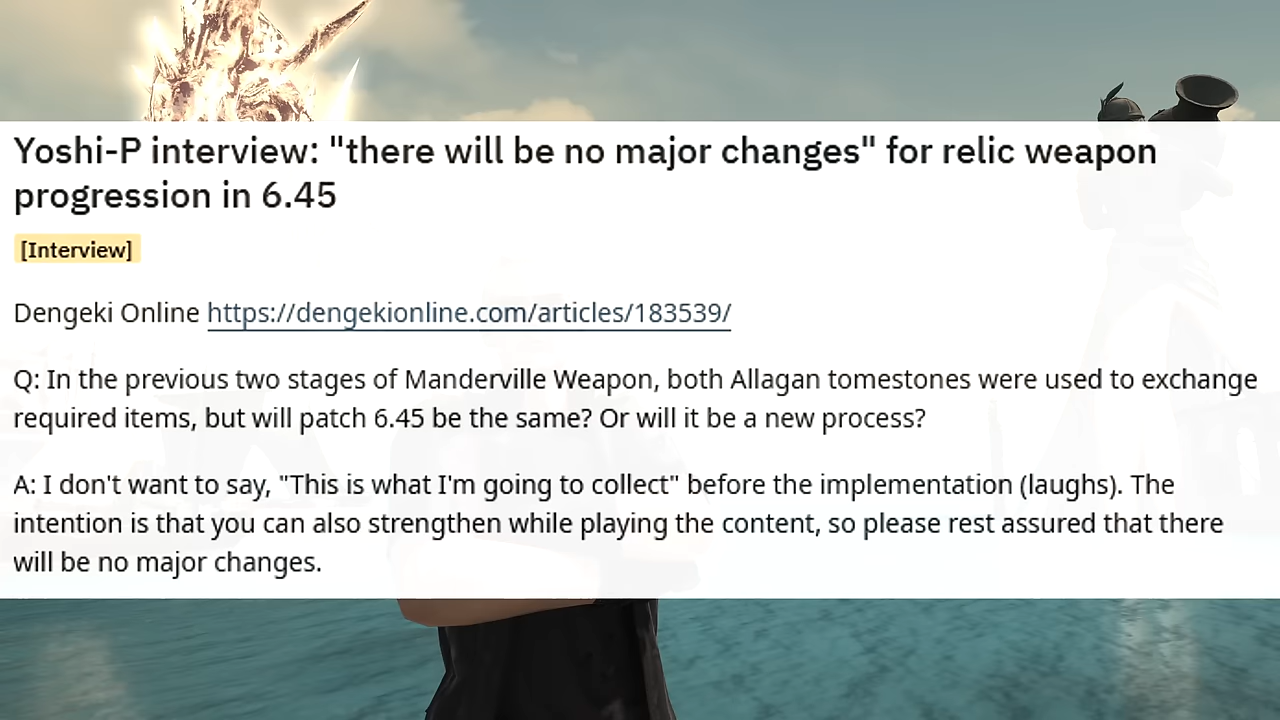 Yoshi-P interview: "there will be no major changes" for relic weapon
progression in 6.45
[Interview]
Dengeki Online https://dengekionline.com/articles/183539/
Q: In the previous two stages of Manderville Weapon, both Allagan tomestones were used to exchange
required items, but will patch 6.45 be the same? Or will it be a new process?
A: I don't want to say, "This is what I'm going to collect" before the implementation (laughs). The
intention is that you can also strengthen while playing the content, so please rest assured that there
will be no major changes.